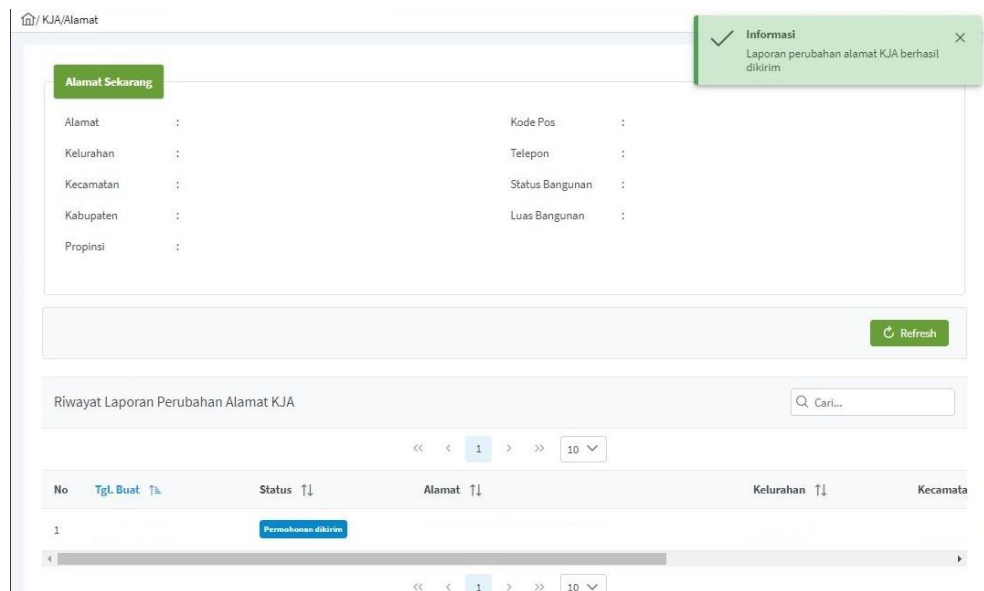 / KJA/Alamat
Informasi
Laporan perubahan alamat KJA berhasil
dikirim
Alamat Sekarang
Alamat :
Kode Pos :
Kelurahan :
Telepon :
Kecamatan :
Status Bangunan :
Kabupaten :
Luas Bangunan :
Propinsi :
Refresh
Riwayat Laporan Perubahan Alamat KJA
Cari...
<< < 1 > >> 10
No Tgl. Buat Status Alamat Kelurahan Kecamata
1 Permohonan dikirim
<< < 1 > >> 10